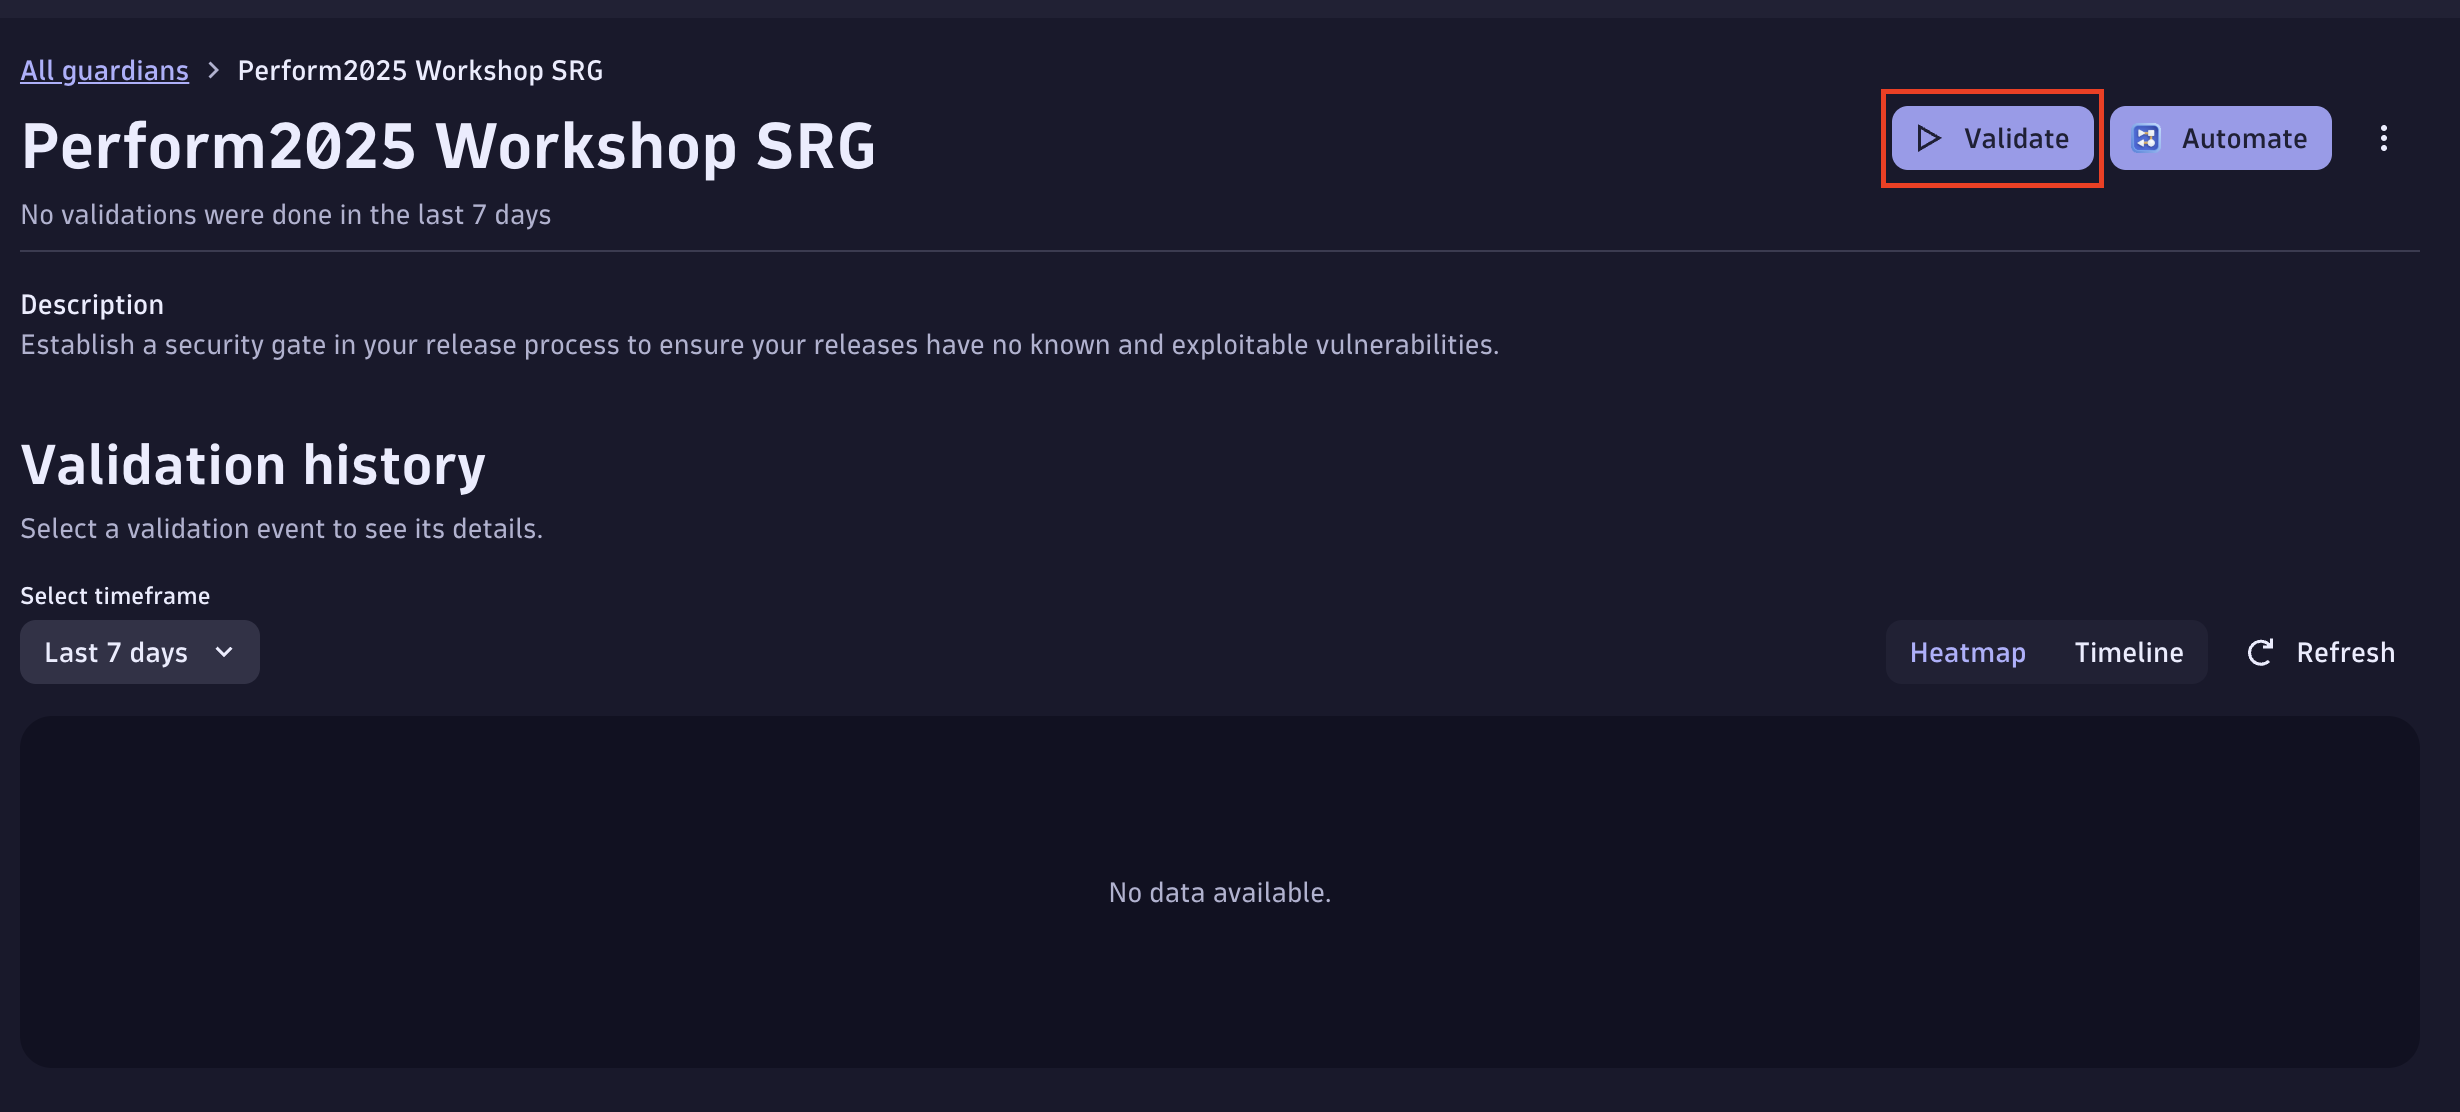 All guardians > Perform2025 Workshop SRG
Perform2025 Workshop SRG
Validate
Automate
No validations were done in the last 7 days
Description
Establish a security gate in your release process to ensure your releases have no known and exploitable vulnerabilities.
Validation history
Select a validation event to see its details.
Select timeframe
Last 7 days
Heatmap
Timeline
Refresh
No data available.